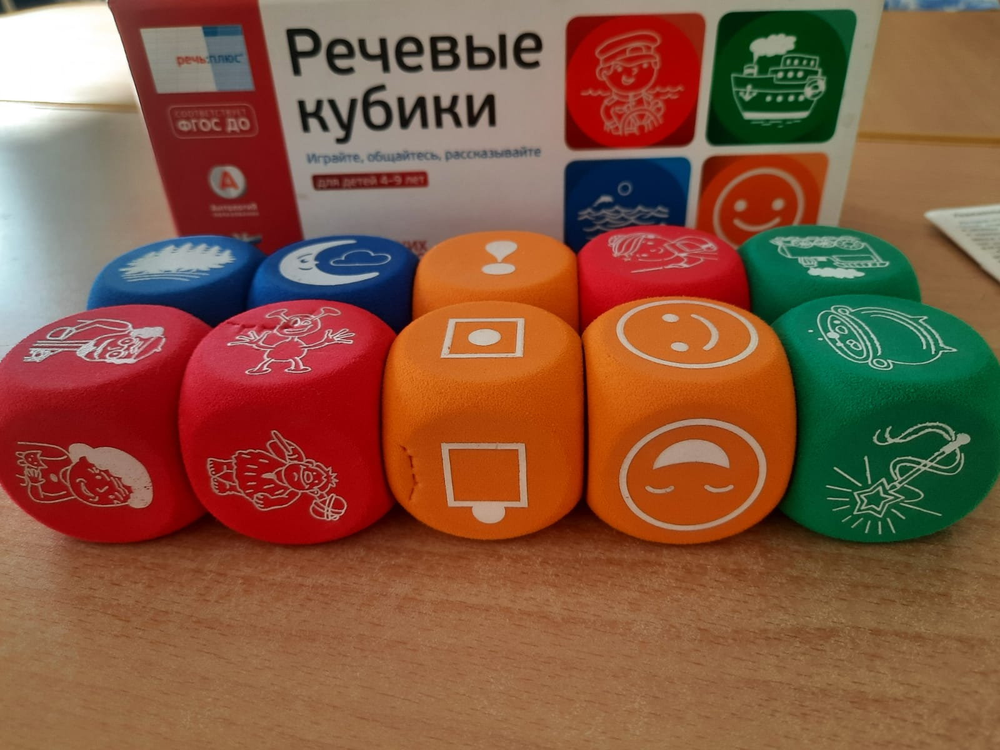 речь:плюс
СООТВЕТСТВУЕТ
ФГОС ДО
А
Речевые
кубики
Играйте, общайтесь, рассказывайте
для детей 4-9 лет